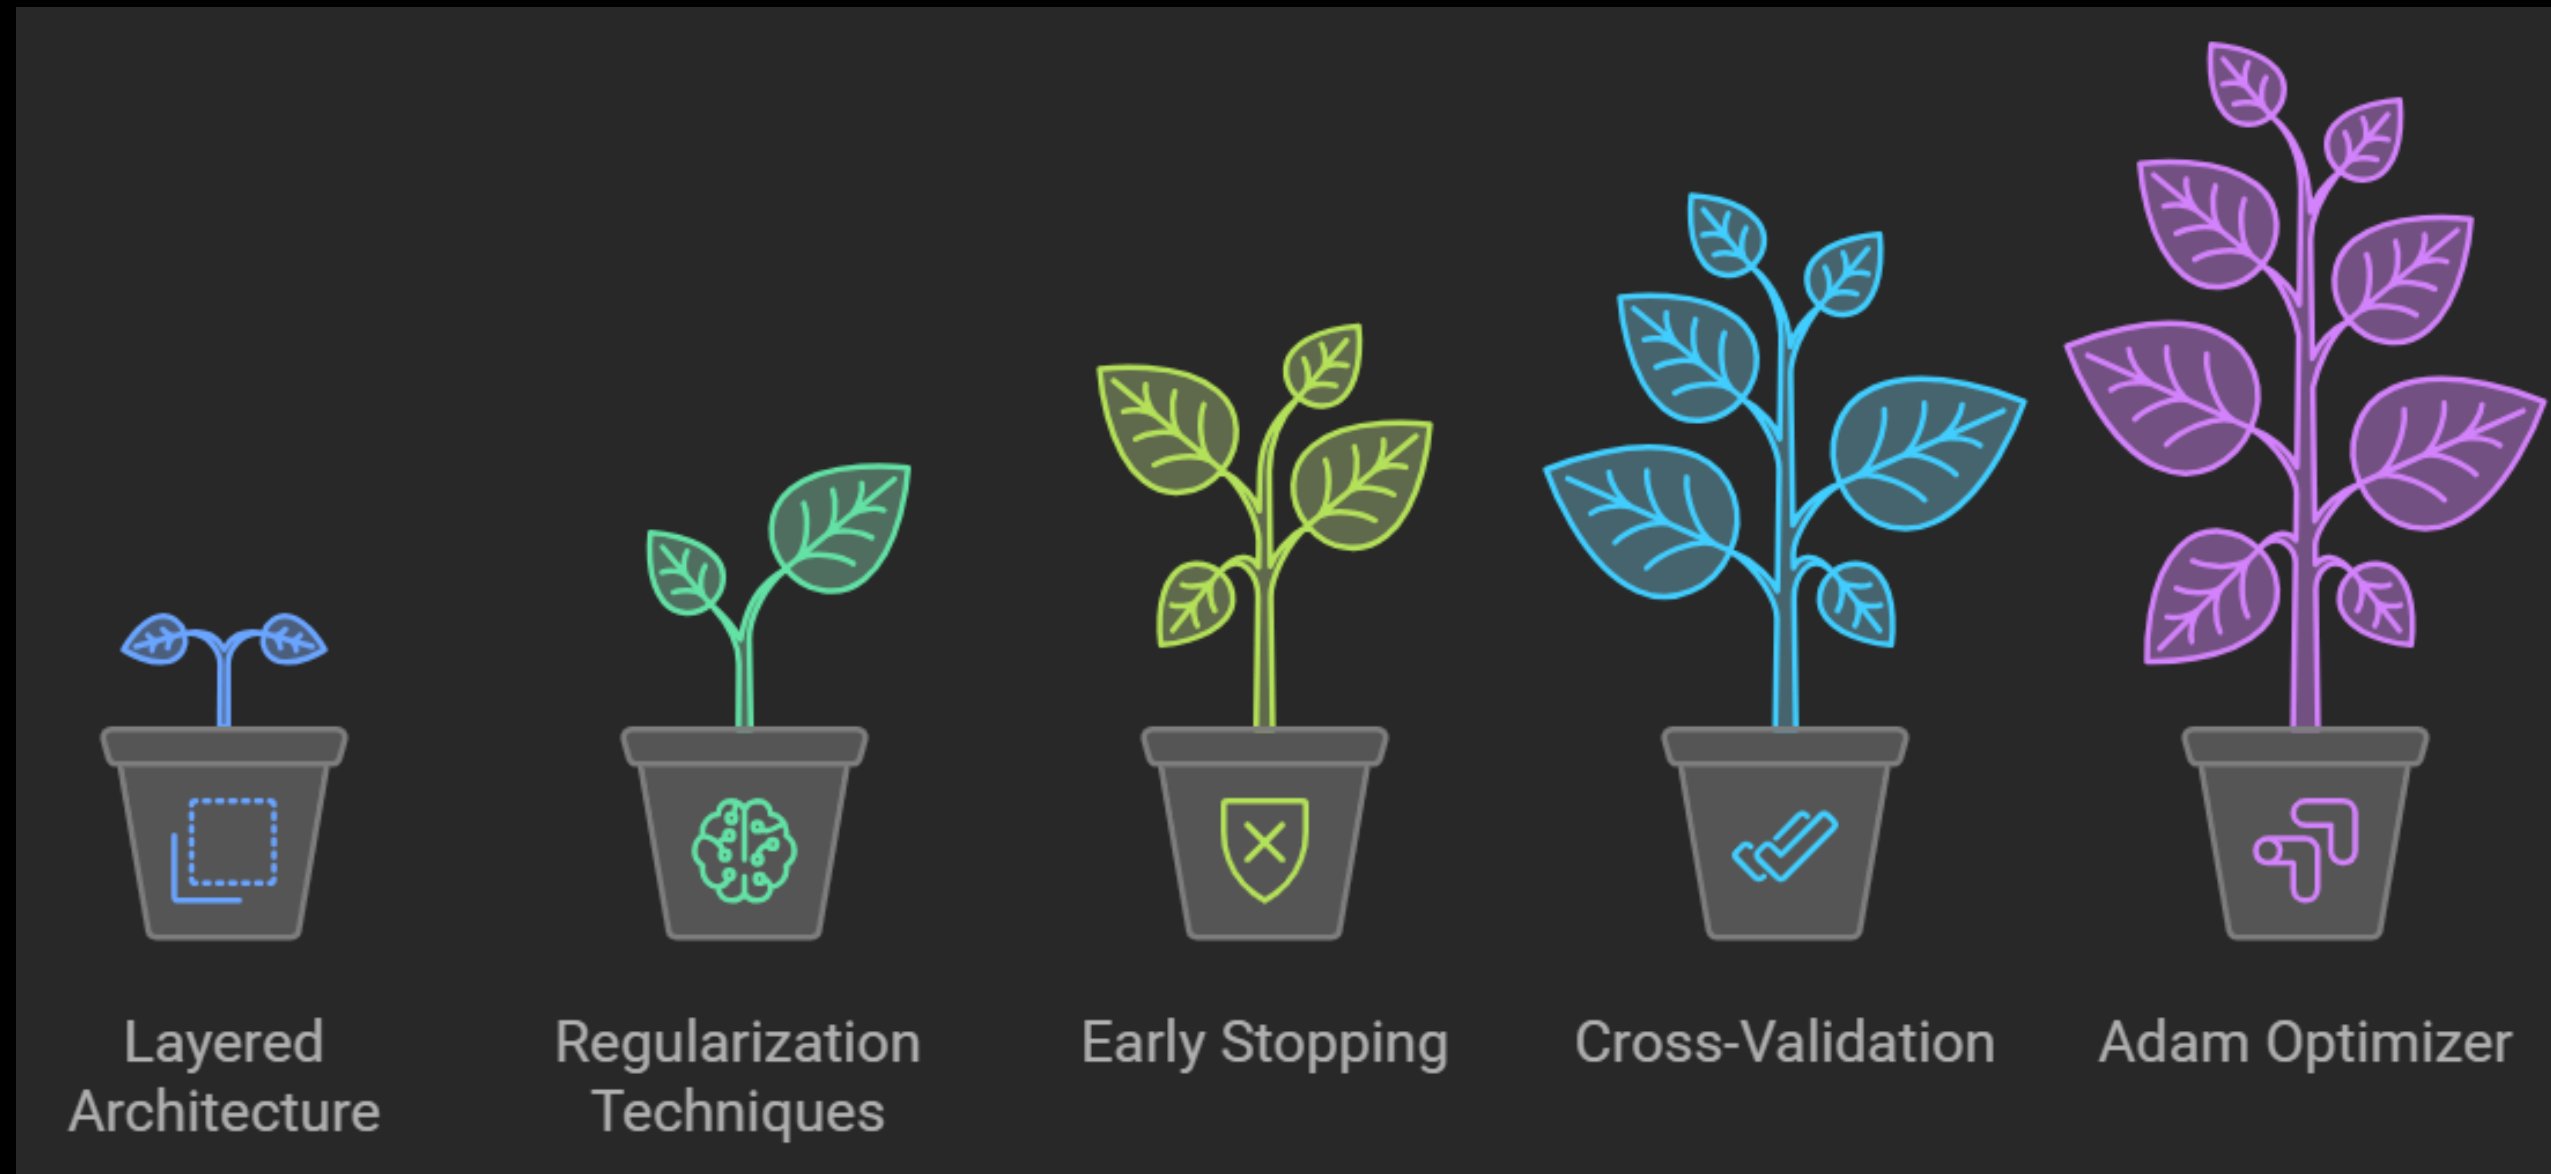 Layered
Architecture
Regularization
Techniques
Early Stopping
Cross-Validation
Adam Optimizer